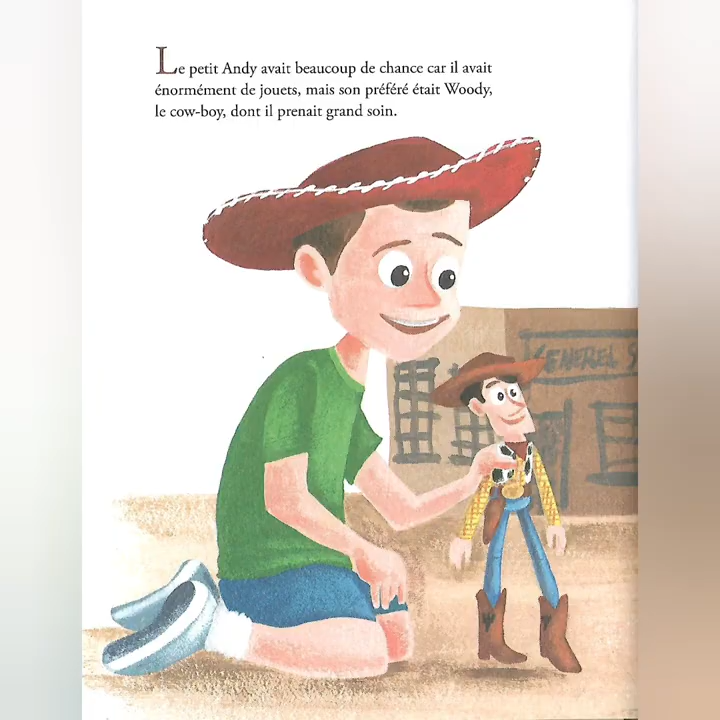 Le petit Andy avait beaucoup de chance car il avait
énormément de jouets, mais son préféré était Woody,
le cow-boy, dont il prenait grand soin.
GENEREL S